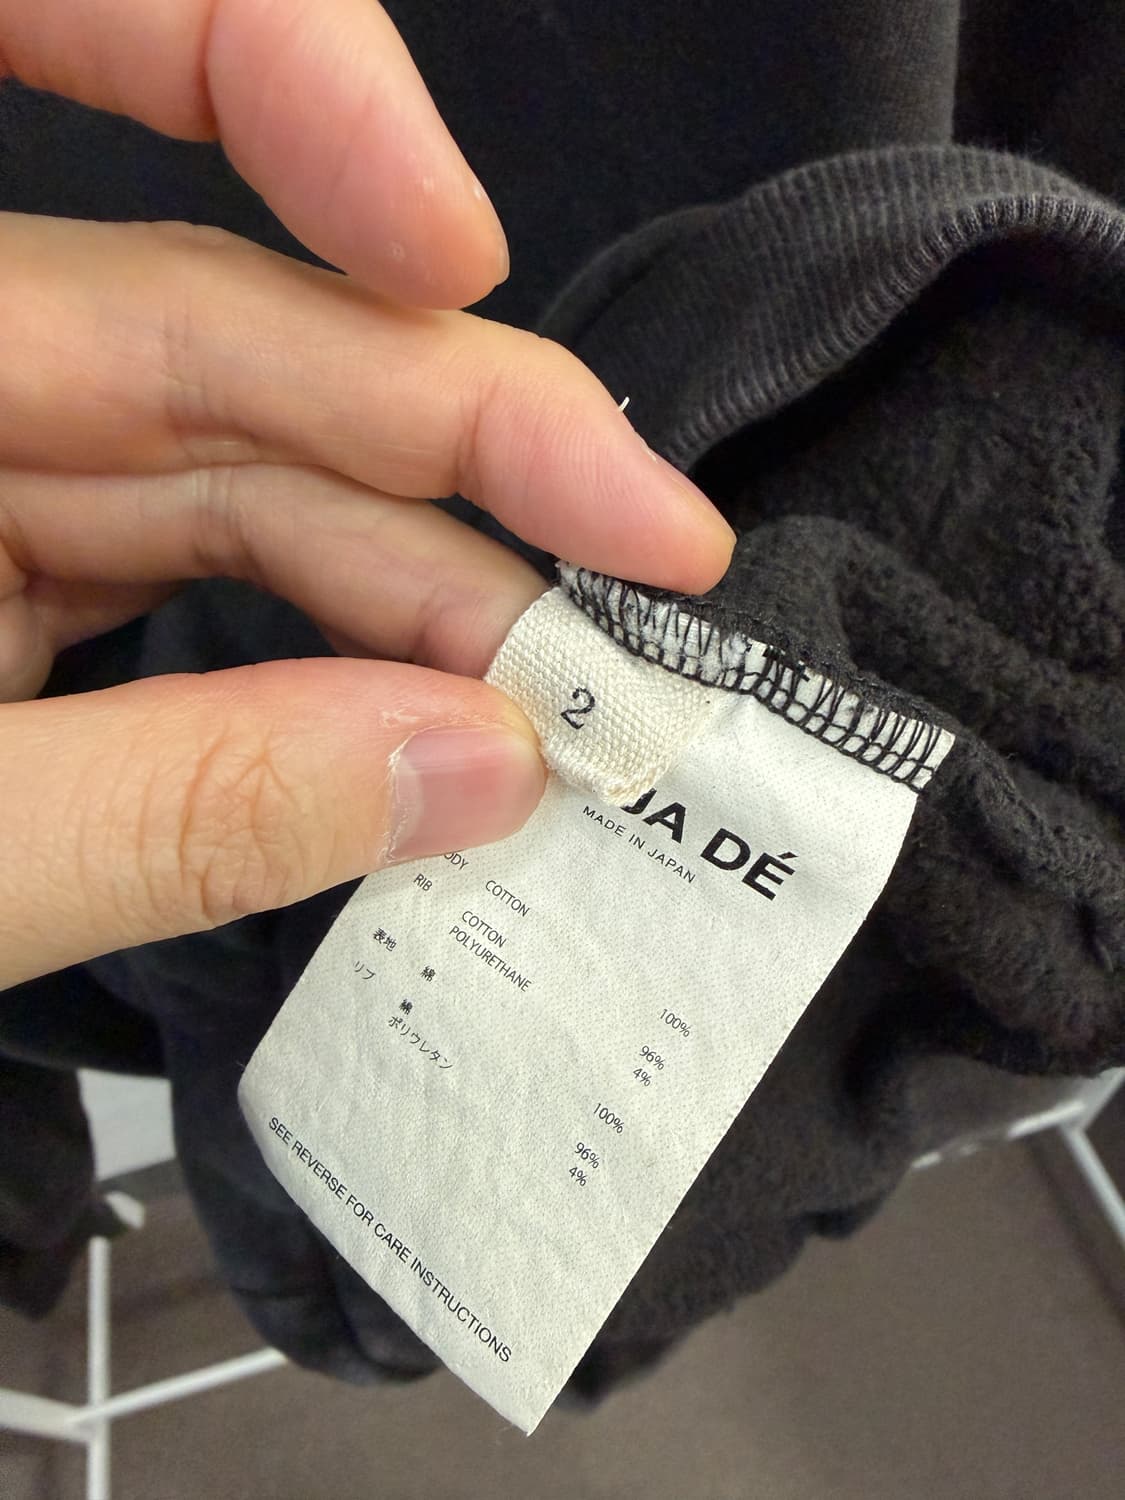 2
DÉ
MADE IN JAPAN
COTTON 100%
RIB COTTON 96%
POLYURETHANE 4%
表地 綿 100%
リブ 綿 96%
ポリウレタン 4%
SEE REVERSE FOR CARE INSTRUCTIONS